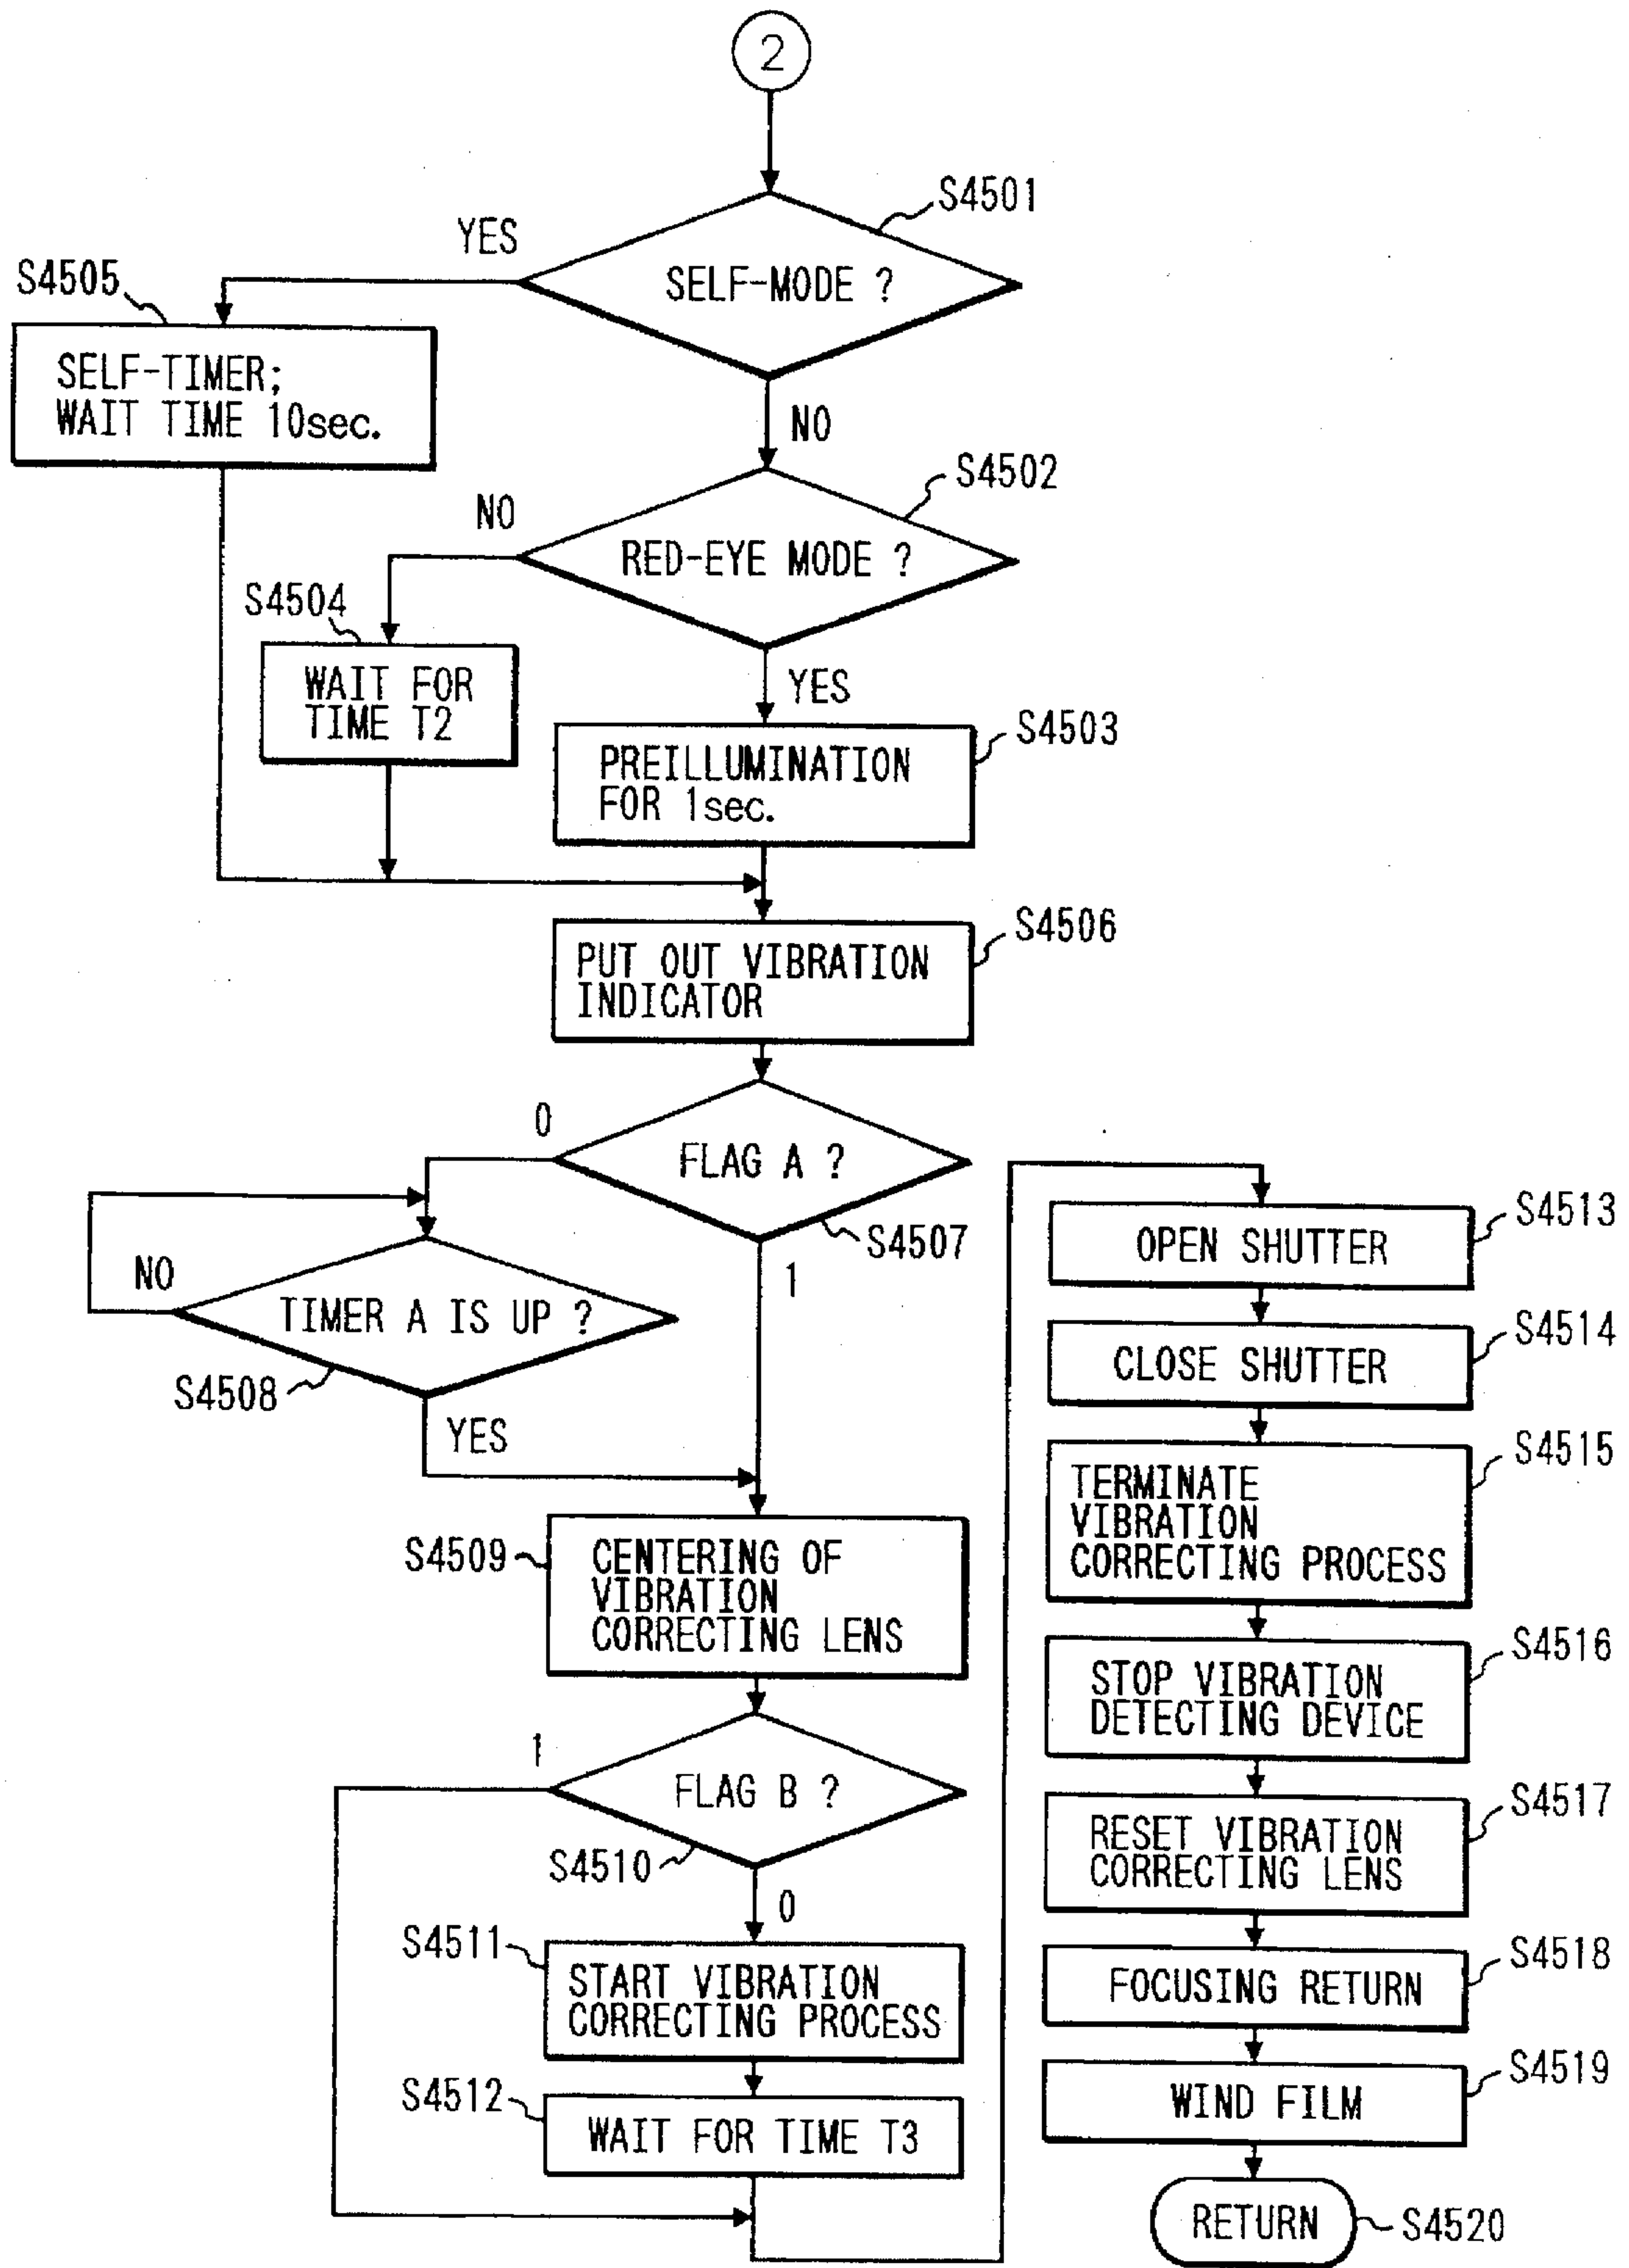 2
S4501
YES
SELF-MODE ?
S4505
SELF-TIMER;
WAIT TIME 10sec.
NO
S4502
NO
RED-EYE MODE ?
S4504
WAIT FOR
TIME T2
YES
S4503
PREILLUMINATION
FOR 1sec.
S4506
PUT OUT VIBRATION
INDICATOR
0
FLAG A ?
S4507
1
NO
TIMER A IS UP ?
S4508
YES
S4509
CENTERING OF
VIBRATION
CORRECTING LENS
1
FLAG B ?
S4510
0
S4511
START VIBRATION
CORRECTING PROCESS
S4512
WAIT FOR TIME T3
S4513
OPEN SHUTTER
S4514
CLOSE SHUTTER
S4515
TERMINATE
VIBRATION
CORRECTING PROCESS
S4516
STOP VIBRATION
DETECTING DEVICE
S4517
RESET VIBRATION
CORRECTING LENS
S4518
FOCUSING RETURN
S4519
WIND FILM
RETURN
S4520